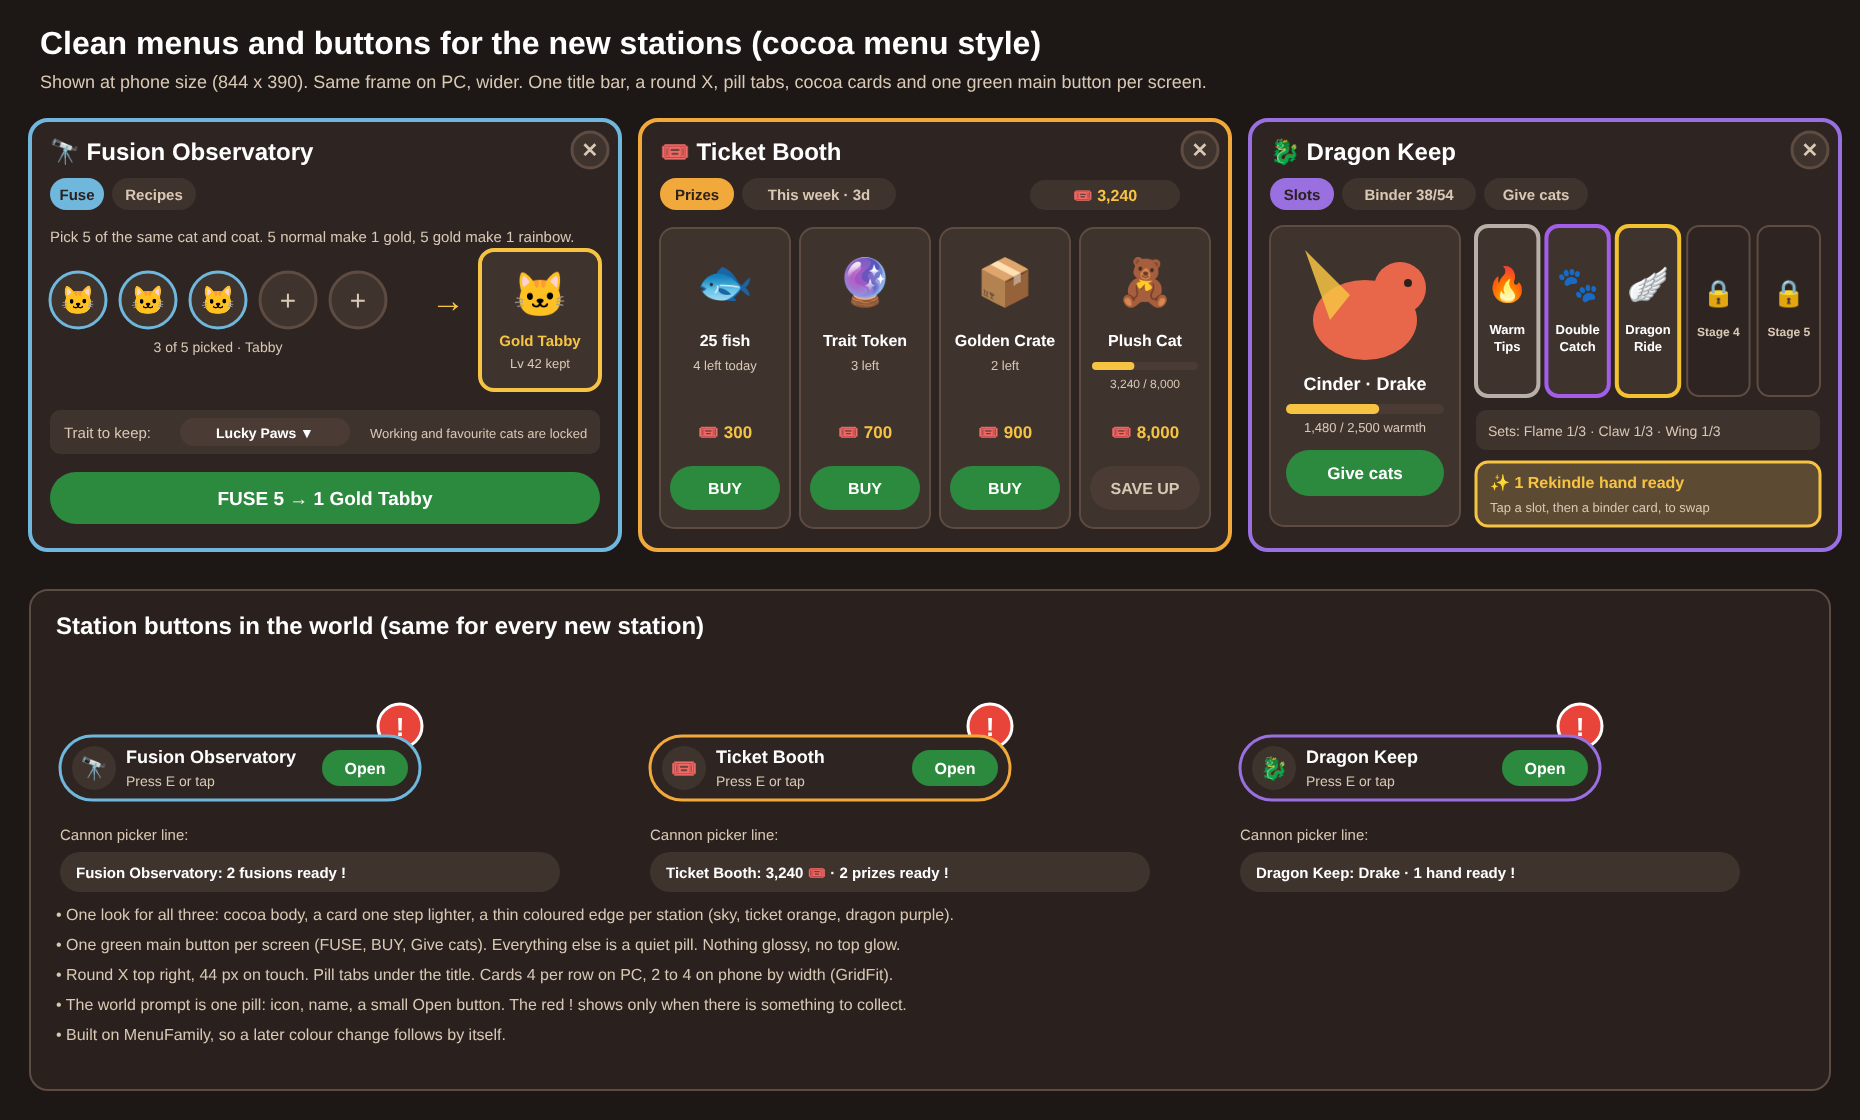 Clean menus and buttons for the new stations (cocoa menu style)
Shown at phone size (844 x 390). Same frame on PC, wider. One title bar, a round X, pill tabs, cocoa cards and one green main button per screen.
🔭 Fusion Observatory ✕
Fuse Recipes
Pick 5 of the same cat and coat. 5 normal make 1 gold, 5 gold make 1 rainbow.
+ + →
3 of 5 picked · Tabby
Gold Tabby
Lv 42 kept
Trait to keep: Lucky Paws ▼ Working and favourite cats are locked
FUSE 5 → 1 Gold Tabby
🎟 Ticket Booth ✕
Prizes This week · 3d 🎟 3,240
25 fish
4 left today
🎟 300
BUY
Trait Token
3 left
🎟 700
BUY
Golden Crate
2 left
🎟 900
BUY
Plush Cat
3,240 / 8,000
🎟 8,000
SAVE UP
🐉 Dragon Keep ✕
Slots Binder 38/54 Give cats
Cinder · Drake
1,480 / 2,500 warmth
Give cats
Warm
Tips
Double
Catch
Dragon
Ride
Stage 4
Stage 5
Sets: Flame 1/3 · Claw 1/3 · Wing 1/3
✨ 1 Rekindle hand ready
Tap a slot, then a binder card, to swap
Station buttons in the world (same for every new station)
!
Fusion Observatory
Press E or tap
Open
Cannon picker line:
Fusion Observatory: 2 fusions ready !
!
Ticket Booth
Press E or tap
Open
Cannon picker line:
Ticket Booth: 3,240 🎟 · 2 prizes ready !
!
Dragon Keep
Press E or tap
Open
Cannon picker line:
Dragon Keep: Drake · 1 hand ready !
• One look for all three: cocoa body, a card one step lighter, a thin coloured edge per station (sky, ticket orange, dragon purple).
• One green main button per screen (FUSE, BUY, Give cats). Everything else is a quiet pill. Nothing glossy, no top glow.
• Round X top right, 44 px on touch. Pill tabs under the title. Cards 4 per row on PC, 2 to 4 on phone by width (GridFit).
• The world prompt is one pill: icon, name, a small Open button. The red ! shows only when there is something to collect.
• Built on MenuFamily, so a later colour change follows by itself.